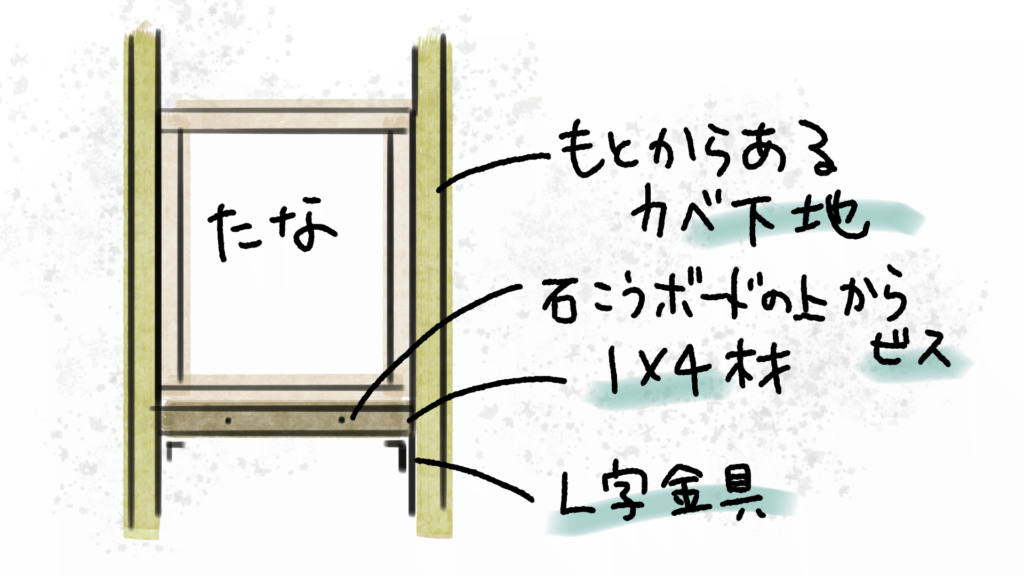 たな
もとからある
カベ下地
石こうボードの上から
ビス
1×4材
L字金具